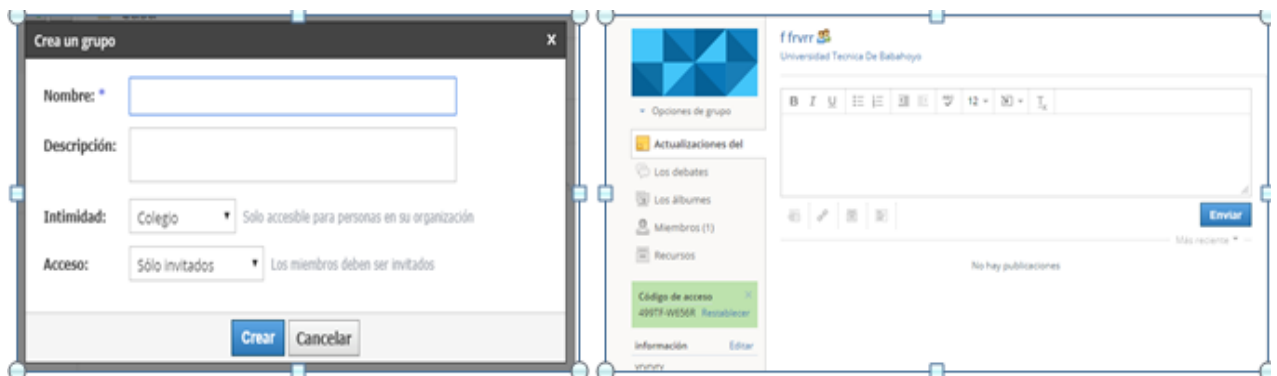 Crea un grupo x
Nombre: *
Descripción:
Intimidad: Colegio Solo accesible para personas en su organización
Acceso: Sólo invitados Los miembros deben ser invitados
Crear Cancelar
f frvrr
Universidad Tecnica De Babahoyo
Opciones de grupo
B I U 12
Actualizaciones del
Los debates
Los álbumes
Miembros (1)
Recursos
Enviar
Más reciente
No hay publicaciones
Código de acceso
Restablecer
información Editar